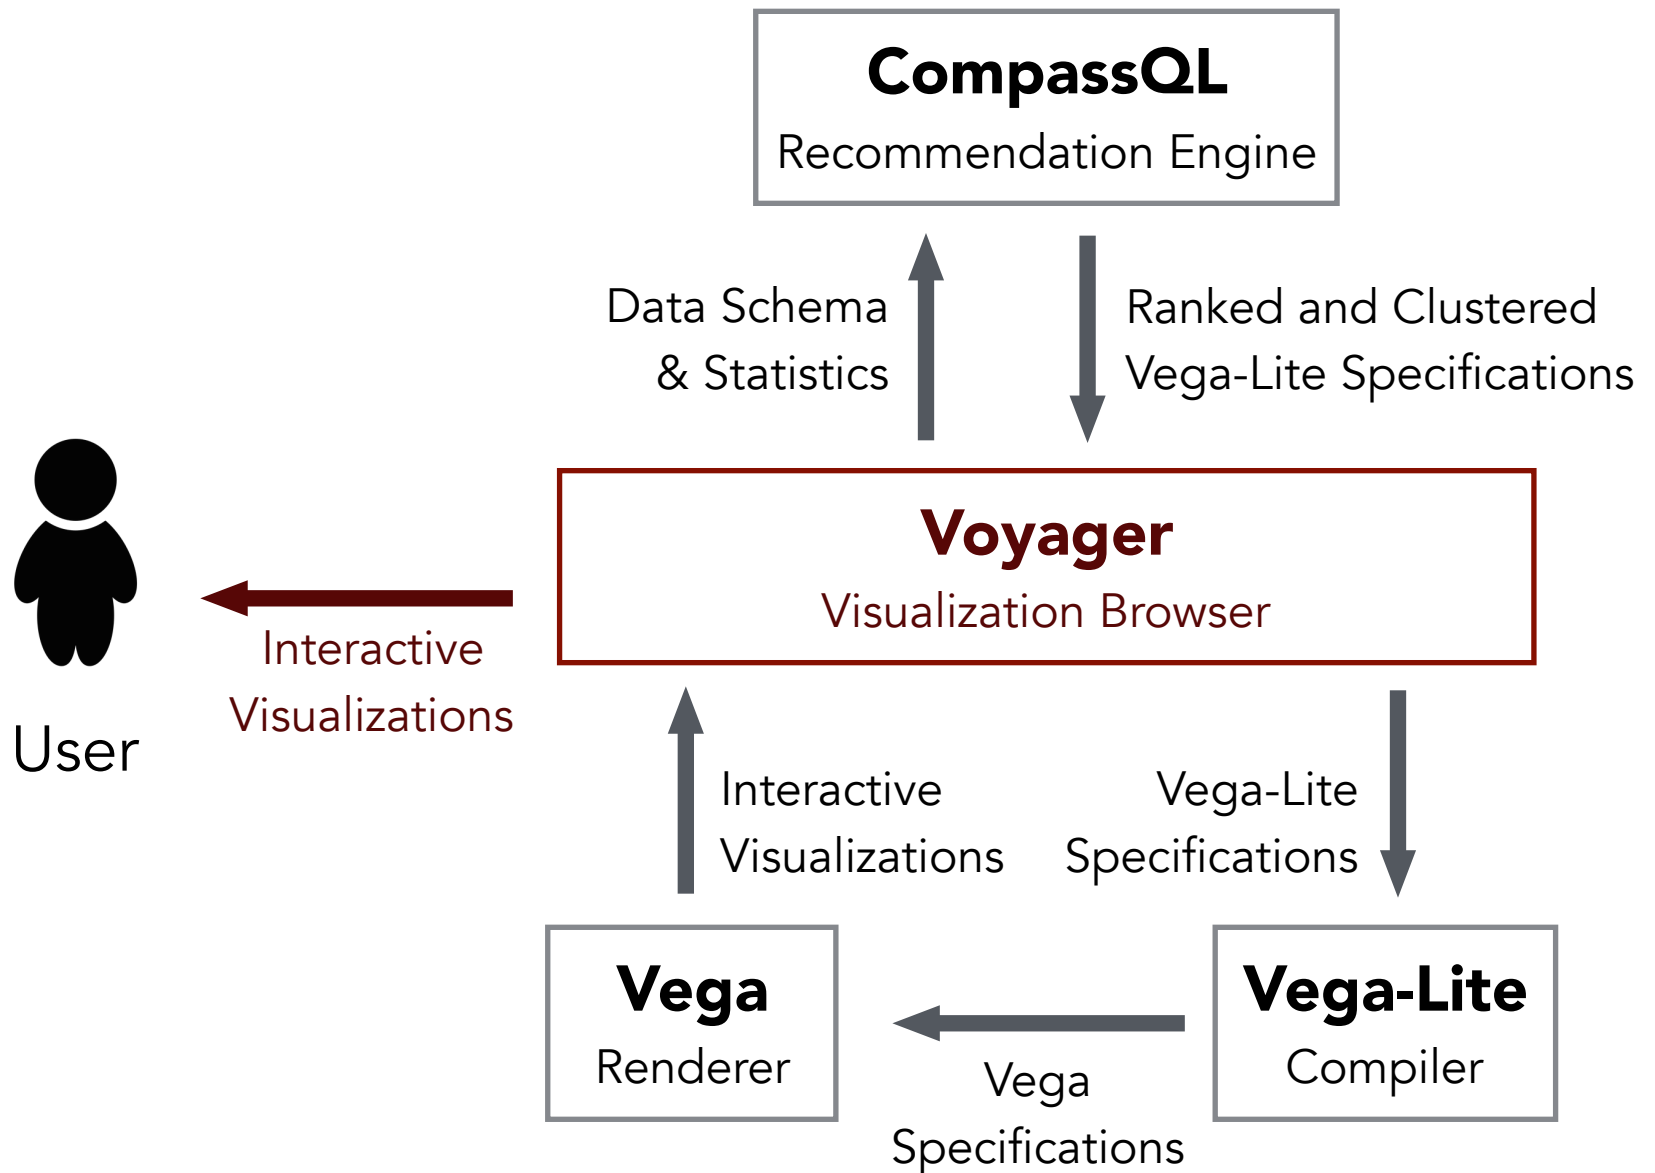 CompassQL
Recommendation Engine
Data Schema
& Statistics
Ranked and Clustered
Vega-Lite Specifications
Voyager
Visualization Browser
Interactive
Visualizations
User
Interactive
Visualizations
Vega-Lite
Specifications
Vega
Renderer
Vega
Specifications
Vega-Lite
Compiler